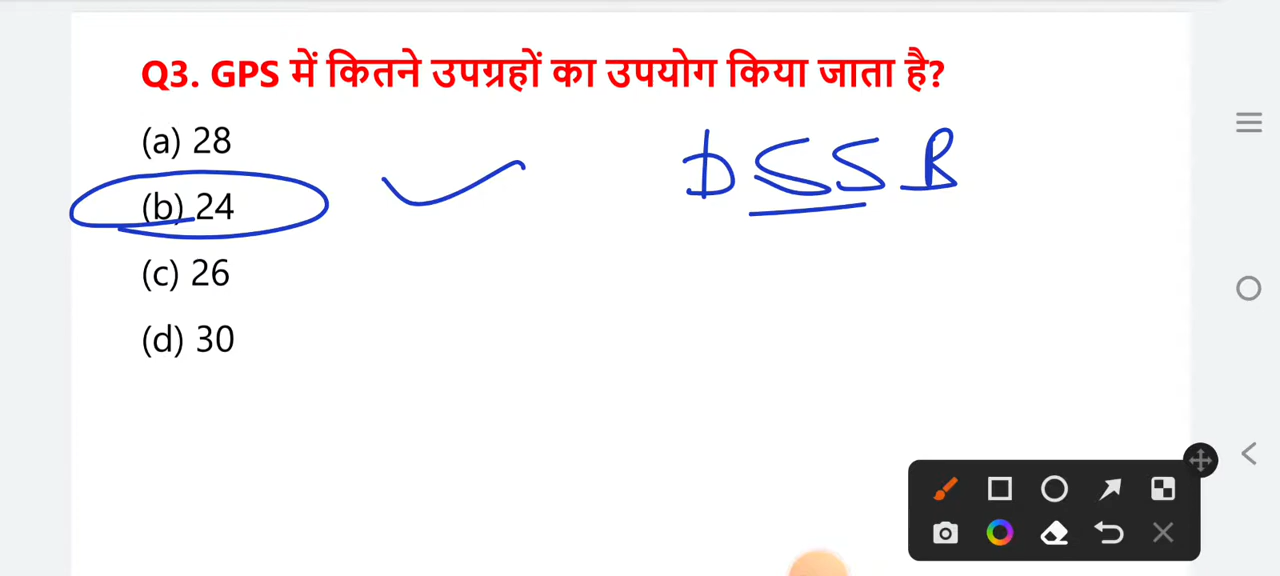 Q3. GPS में कितने उपग्रहों का उपयोग किया जाता है?
(a) 28
DSSB
(b) 24
(c) 26
(d) 30